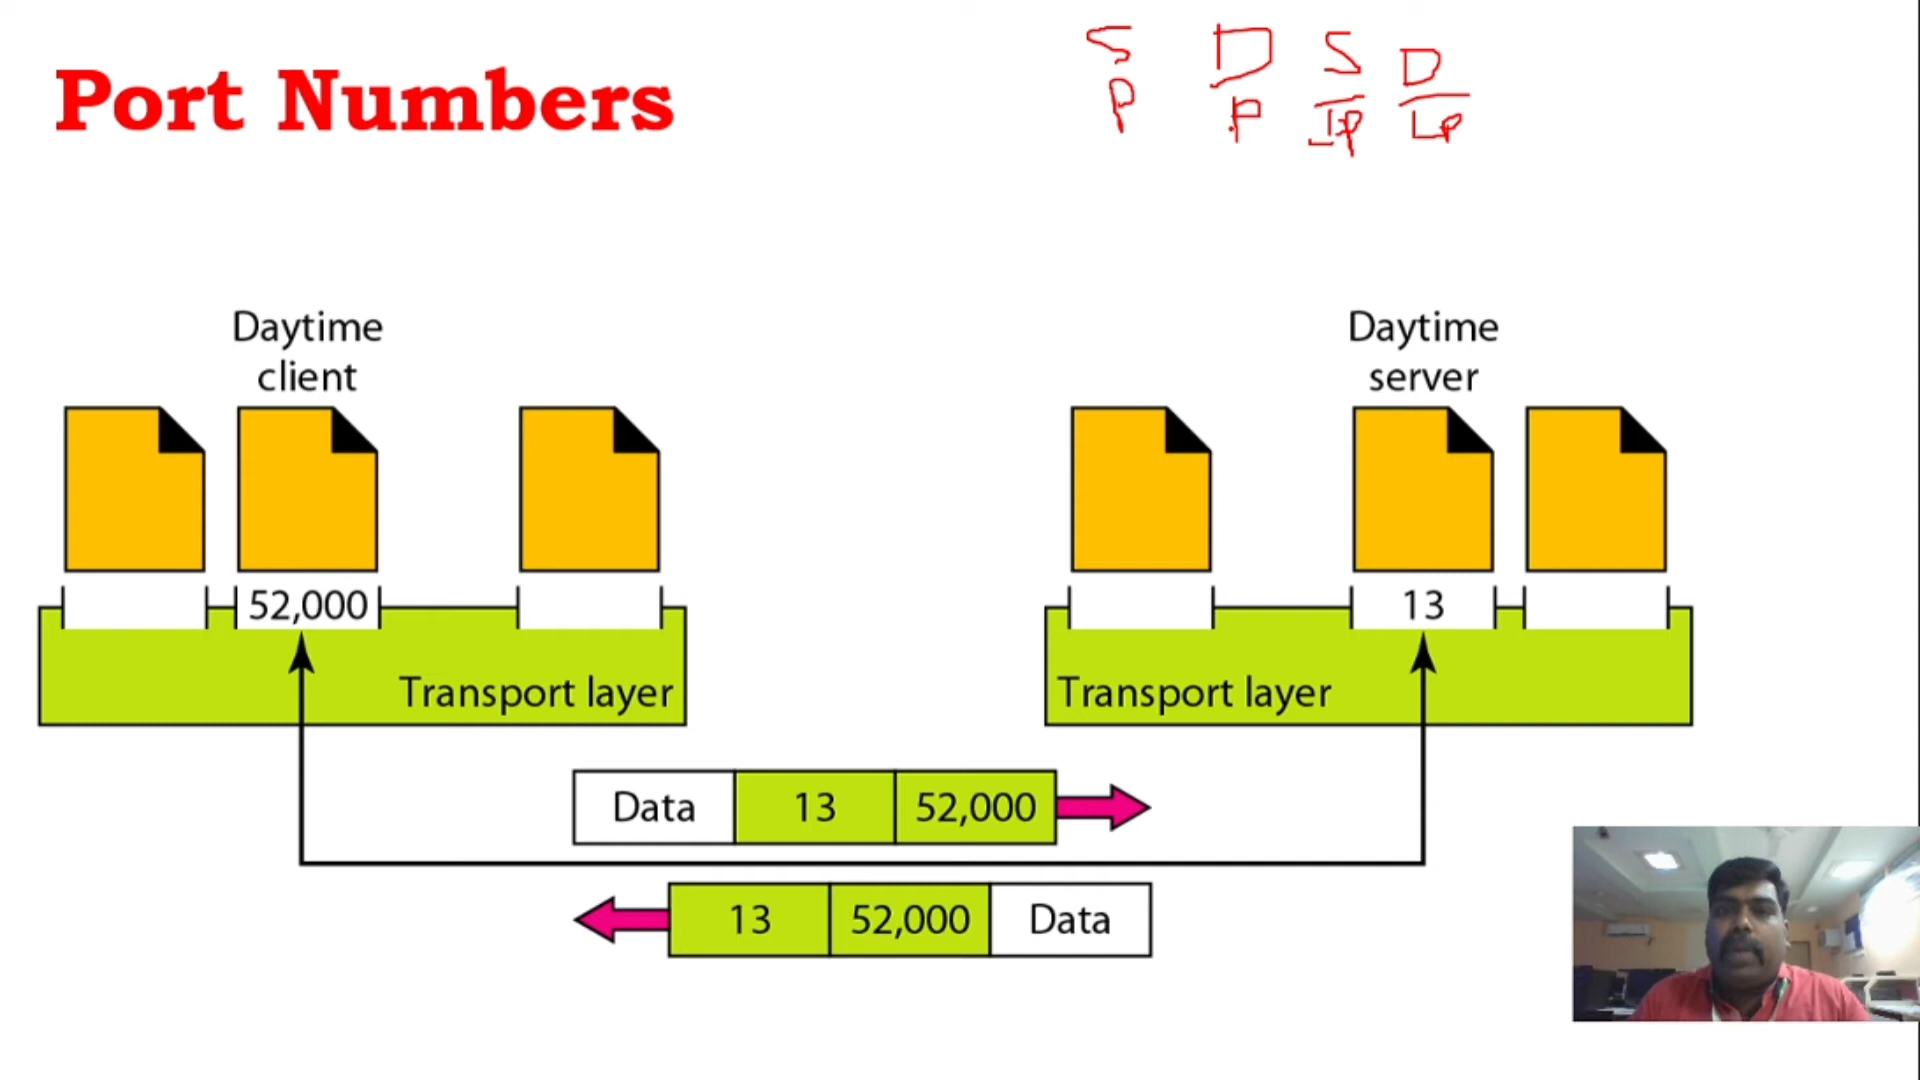 Port Numbers
S D S D
P P IP IP
Daytime
client
Daytime
server
52,000
13
Transport layer
Transport layer
Data 13 52,000
13 52,000 Data